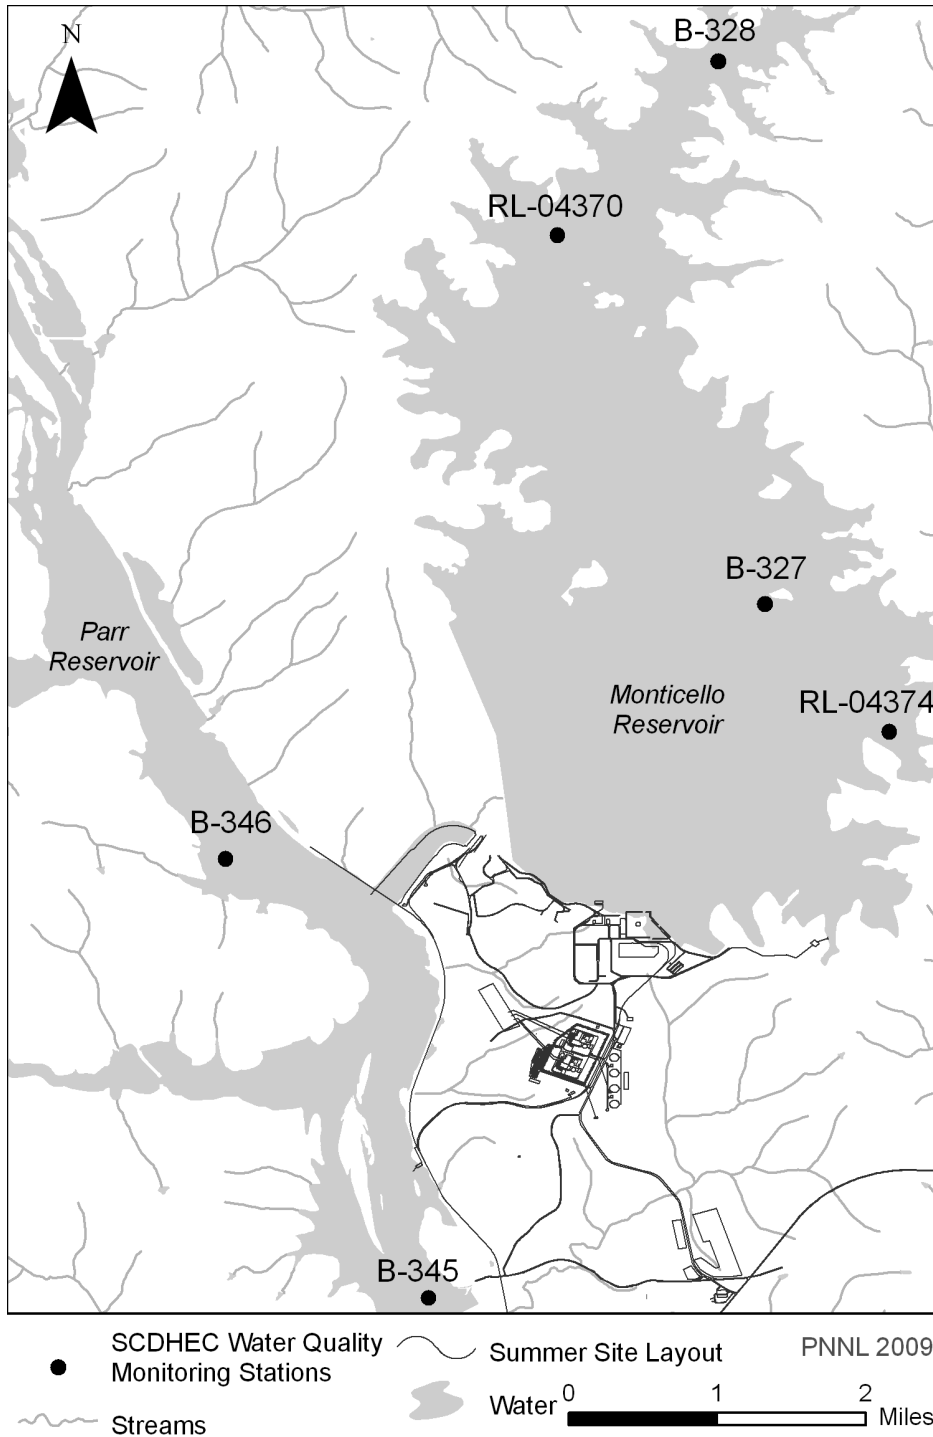 B-328
N
RL-04370
B-327
Parr
Reservoir
Monticello
Reservoir
RL-04374
B-346
B-345
SCDHEC Water Quality
Monitoring Stations
Streams
Summer Site Layout
Water
PNNL 2009
0 1 2
Miles